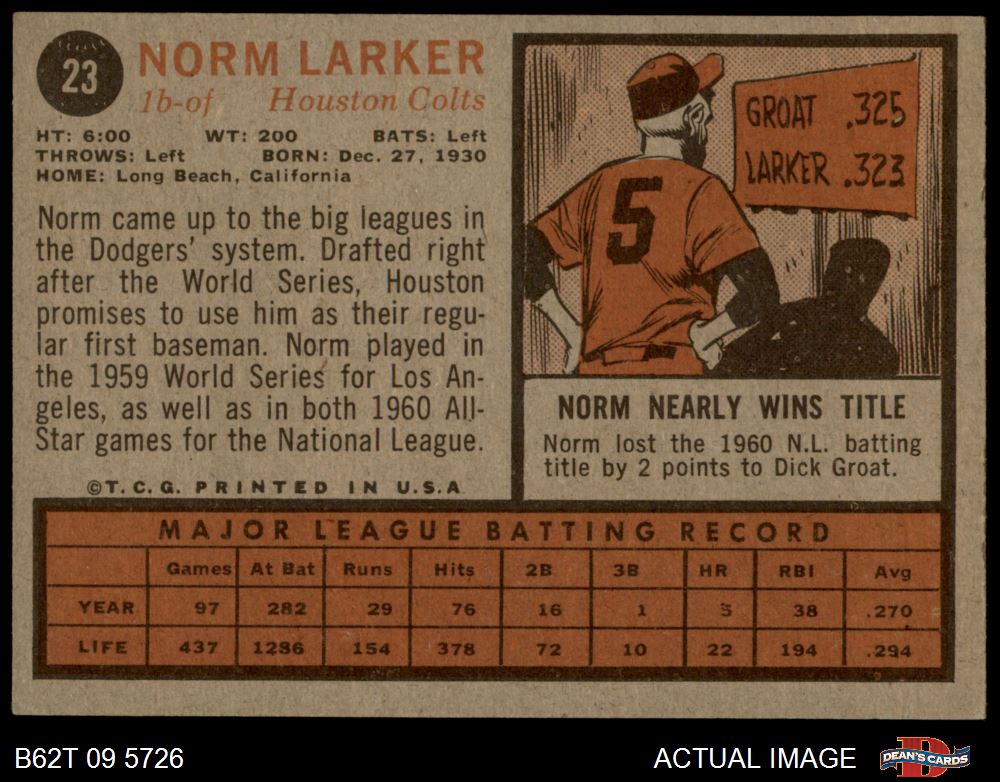 23
NORM LARKER
1b-of Houston Colts
HT: 6:00 WT: 200 BATS: Left
THROWS: Left BORN: Dec. 27, 1930
HOME: Long Beach, California
Norm came up to the big leagues in
the Dodgers' system. Drafted right
after the World Series, Houston
promises to use him as their regu-
lar first baseman. Norm played in
the 1959 World Series for Los An-
geles, as well as in both 1960 All-
Star games for the National League.
©T.C.G. PRINTED IN U.S.A.
GROAT .325
LARKER .323
5
NORM NEARLY WINS TITLE
Norm lost the 1960 N.L. batting
title by 2 points to Dick Groat.
MAJOR LEAGUE BATTING RECORD
Games At Bat Runs Hits 2B 3B HR RBI Avg
YEAR 97 282 29 76 16 1 5 38 .270
LIFE 437 1286 154 378 72 10 22 194 .294
B62T 09 5726
ACTUAL IMAGE
DEAN'S CARDS